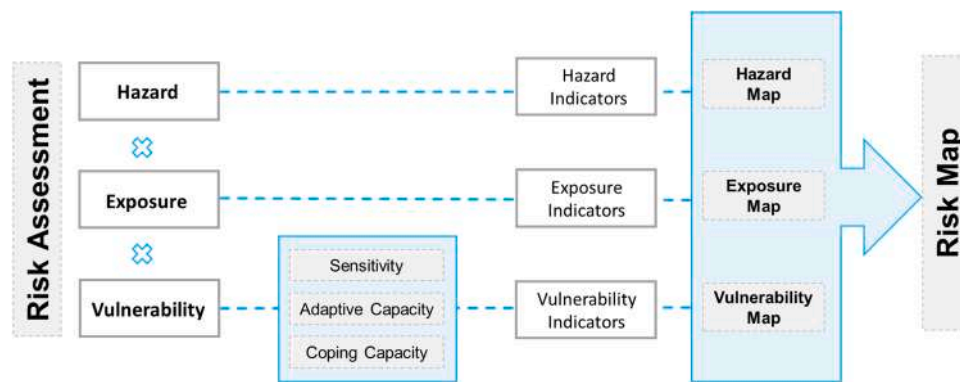 Risk Assessment
Hazard
Hazard
Indicators
Hazard
Map
Exposure
Exposure
Indicators
Exposure
Map
Vulnerability
Sensitivity
Adaptive Capacity
Coping Capacity
Vulnerability
Indicators
Vulnerability
Map
Risk Map